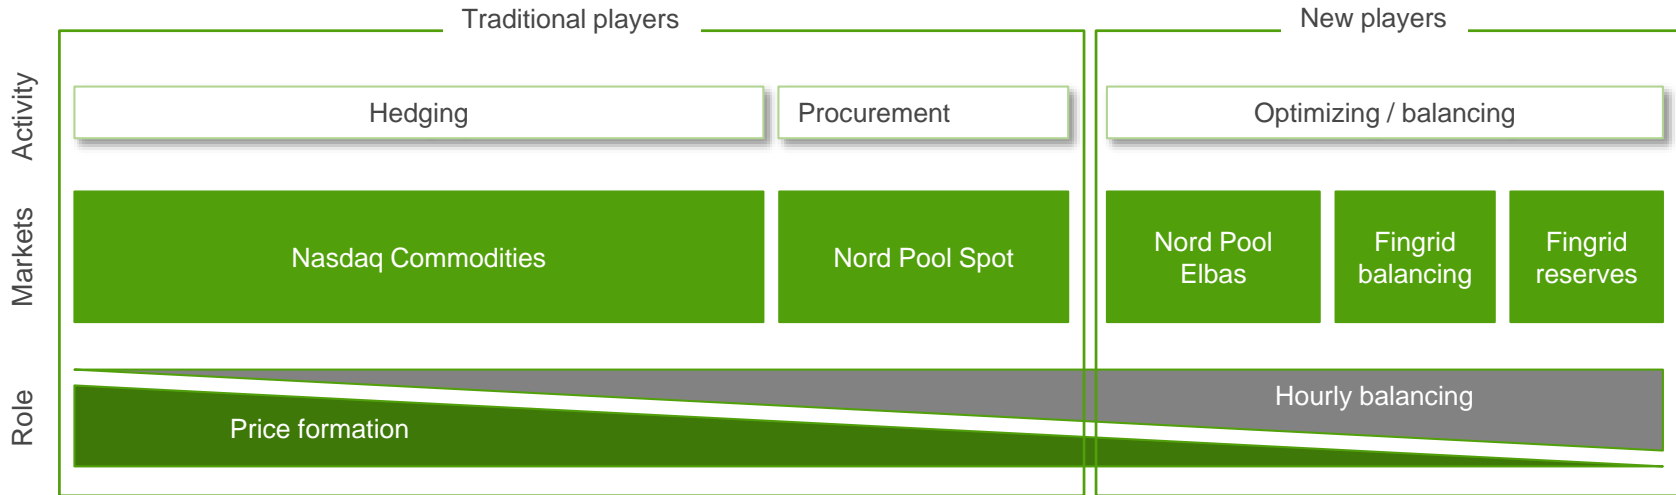 Traditional players
New players
Activity
Hedging
Procurement
Optimizing / balancing
Markets
Nasdaq Commodities
Nord Pool Spot
Nord Pool
Elbas
Fingrid
balancing
Fingrid
reserves
Role
Price formation
Hourly balancing